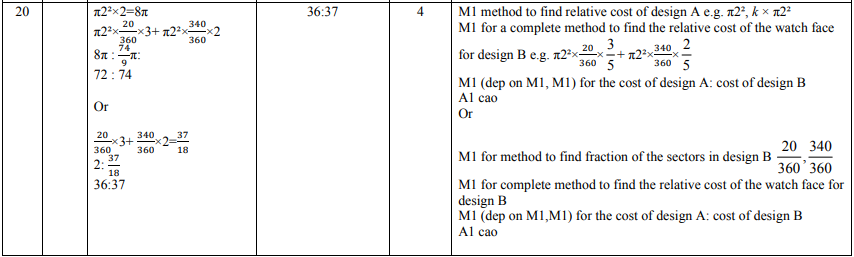 20
π2²×2=8π
π2²×20/360×3+ π2²×340/360×2
8π : 74/9 π:
72 : 74
Or
20/360×3+ 340/360×2=37/18
2: 37/18
36:37
36:37
4
M1 method to find relative cost of design A e.g. π2², k × π2²
M1 for a complete method to find the relative cost of the watch face
for design B e.g. π2²×20/360×3/5+ π2²×340/360×2/5
M1 (dep on M1, M1) for the cost of design A: cost of design B
A1 cao
Or
M1 for method to find fraction of the sectors in design B 20/360, 340/360
M1 for complete method to find the relative cost of the watch face for
design B
M1 (dep on M1,M1) for the cost of design A: cost of design B
A1 cao